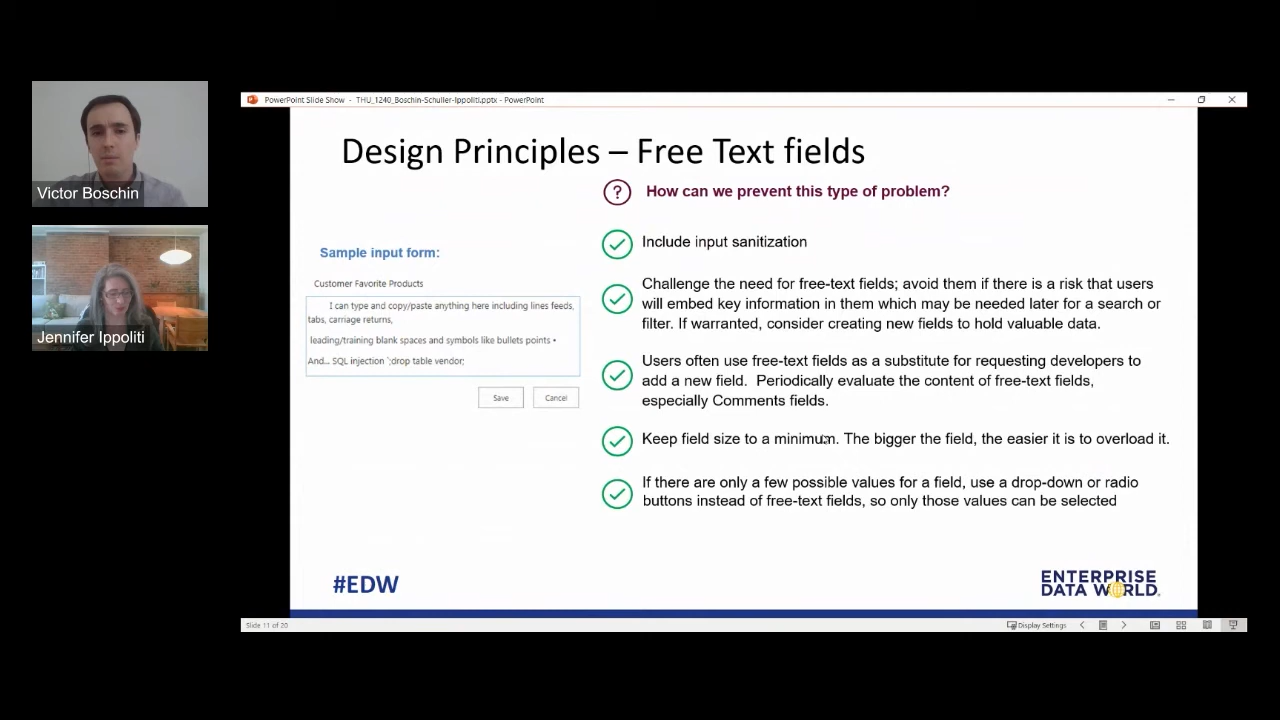 PowerPoint Slide Show - THU_1240_Boschin-Schuller-Ippoliti.pptx - PowerPoint
Victor Boschin
Jennifer Ippoliti
Design Principles – Free Text fields
? How can we prevent this type of problem?
Sample input form:
Customer Favorite Products
I can type and copy/paste anything here including lines feeds,
tabs, carriage returns,
leading/training blank spaces and symbols like bullets points •
And... SQL injection ';drop table vendor;
Save
Cancel
Include input sanitization
Challenge the need for free-text fields; avoid them if there is a risk that users
will embed key information in them which may be needed later for a search or
filter. If warranted, consider creating new fields to hold valuable data.
Users often use free-text fields as a substitute for requesting developers to
add a new field. Periodically evaluate the content of free-text fields,
especially Comments fields.
Keep field size to a minimum. The bigger the field, the easier it is to overload it.
If there are only a few possible values for a field, use a drop-down or radio
buttons instead of free-text fields, so only those values can be selected
#EDW
ENTERPRISE
DATA WORLD
Slide 11 of 20
Display Settings